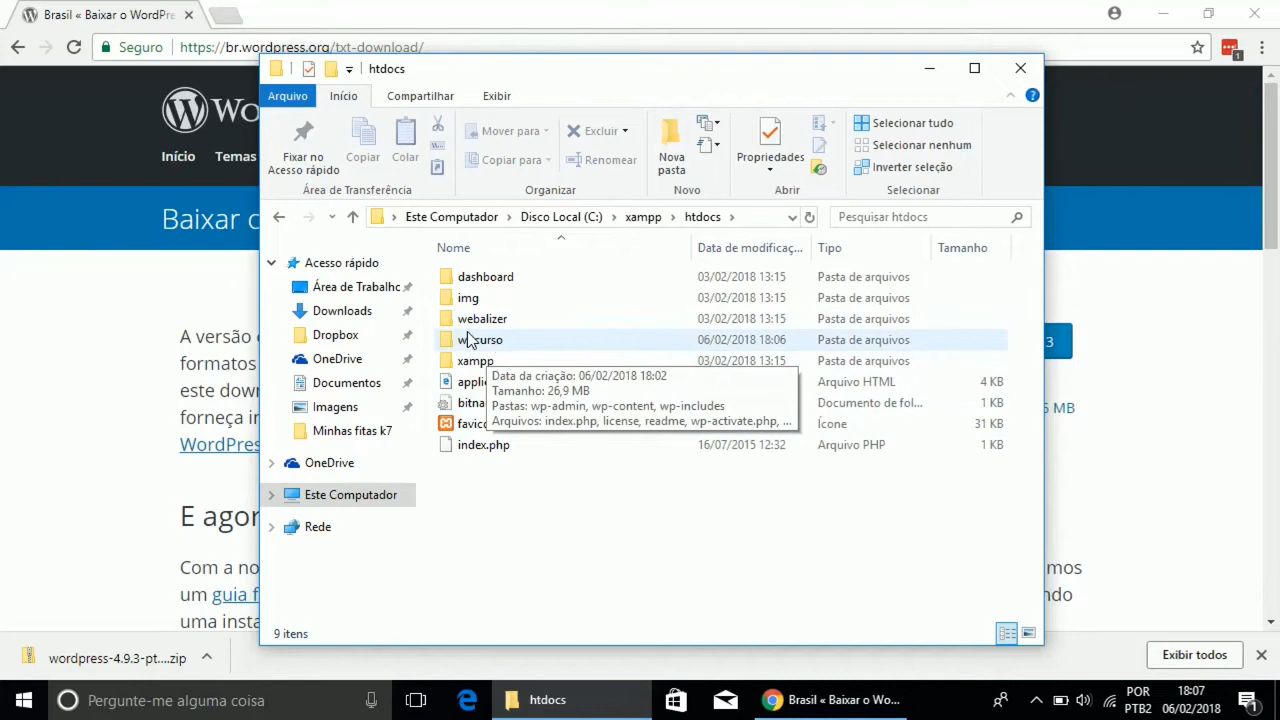 Brasil « Baixar o WordPre
Seguro
https://br.wordpress.org/txt-download/
1
htdocs
Arquivo
Início
Compartilhar
Exibir
Fixar no
Acesso rápido
Copiar
Colar
Mover para
Copiar para
Excluir
Renomear
Nova
pasta
Propriedades
Selecionar tudo
Selecionar nenhum
Inverter seleção
Área de Transferência
Organizar
Novo
Abrir
Selecionar
Este Computador
Disco Local (C:)
xampp
htdocs
Pesquisar htdocs
Nome
Data de modificaç...
Tipo
Tamanho
dashboard 03/02/2018 13:15 Pasta de arquivos
img 03/02/2018 13:15 Pasta de arquivos
webalizer 03/02/2018 13:15 Pasta de arquivos
06/02/2018 18:06 Pasta de arquivos
xampp 03/02/2018 13:15 Pasta de arquivos
Arquivo HTML 4 KB
Documento de fol... 1 KB
Ícone 31 KB
index.php 16/07/2015 12:32 Arquivo PHP 1 KB
Data da criação: 06/02/2018 18:02
Tamanho: 26,9 MB
Pastas: wp-admin, wp-content, wp-includes
Arquivos: index.php, license, readme, wp-activate.php, ...
Acesso rápido
Área de Trabalho
Downloads
Dropbox
OneDrive
Documentos
Imagens
Minhas fitas k7
OneDrive
Este Computador
Rede
9 itens
Início
Temas
Baixar
A versão
formatos
este down
forneça in
WordPres
3
MB
E agor
Com a no
um guia f
uma insta
mos
ndo
wordpress-4.9.3-pt....zip
Exibir todos
Pergunte-me alguma coisa
htdocs
Brasil « Baixar o Wo...
POR
PTB2
18:07
06/02/2018
1